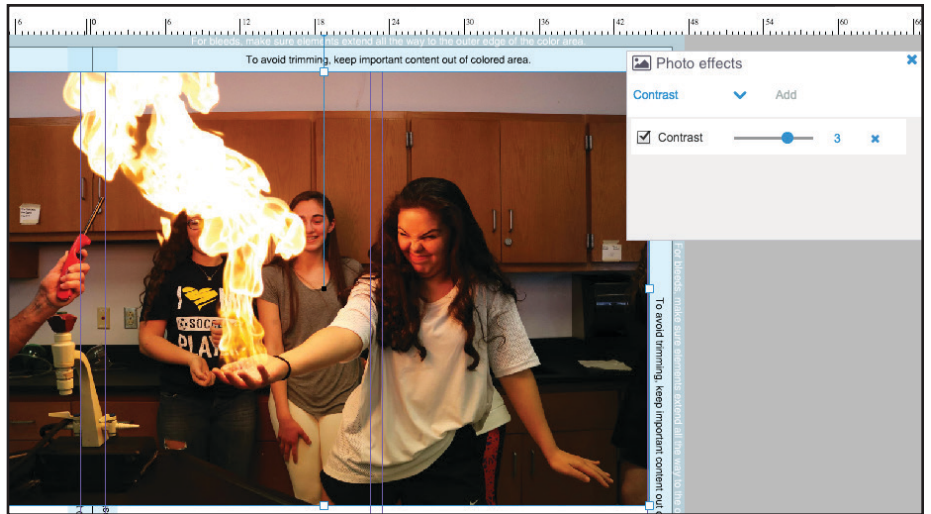 6 0 6 12 18 24 30 36 42 48 54 60 66
For bleeds, make sure elements extend all the way to the outer edge of the color area.
To avoid trimming, keep important content out of colored area.
Photo effects
Contrast Add
Contrast 3
I
SOCCE
PLAY
For bleeds, make sure elements extend all the way to the o
To avoid trimming, keep important content out o